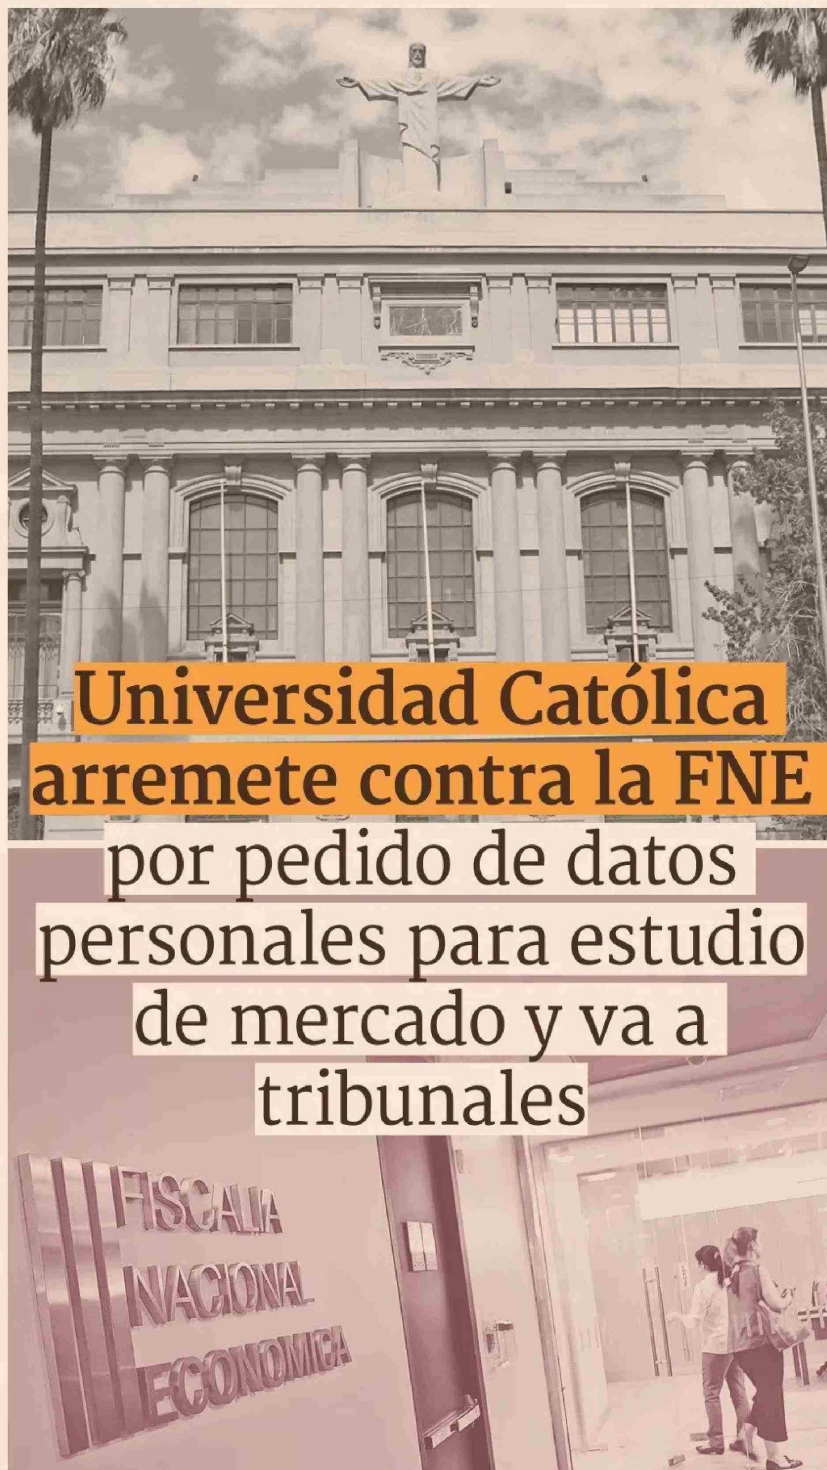 Universidad Católica
arremete contra la FNE
por pedido de datos
personales para estudio
de mercado y va a
tribunales
FISCALIA
NACIONAL
ECONOMICA